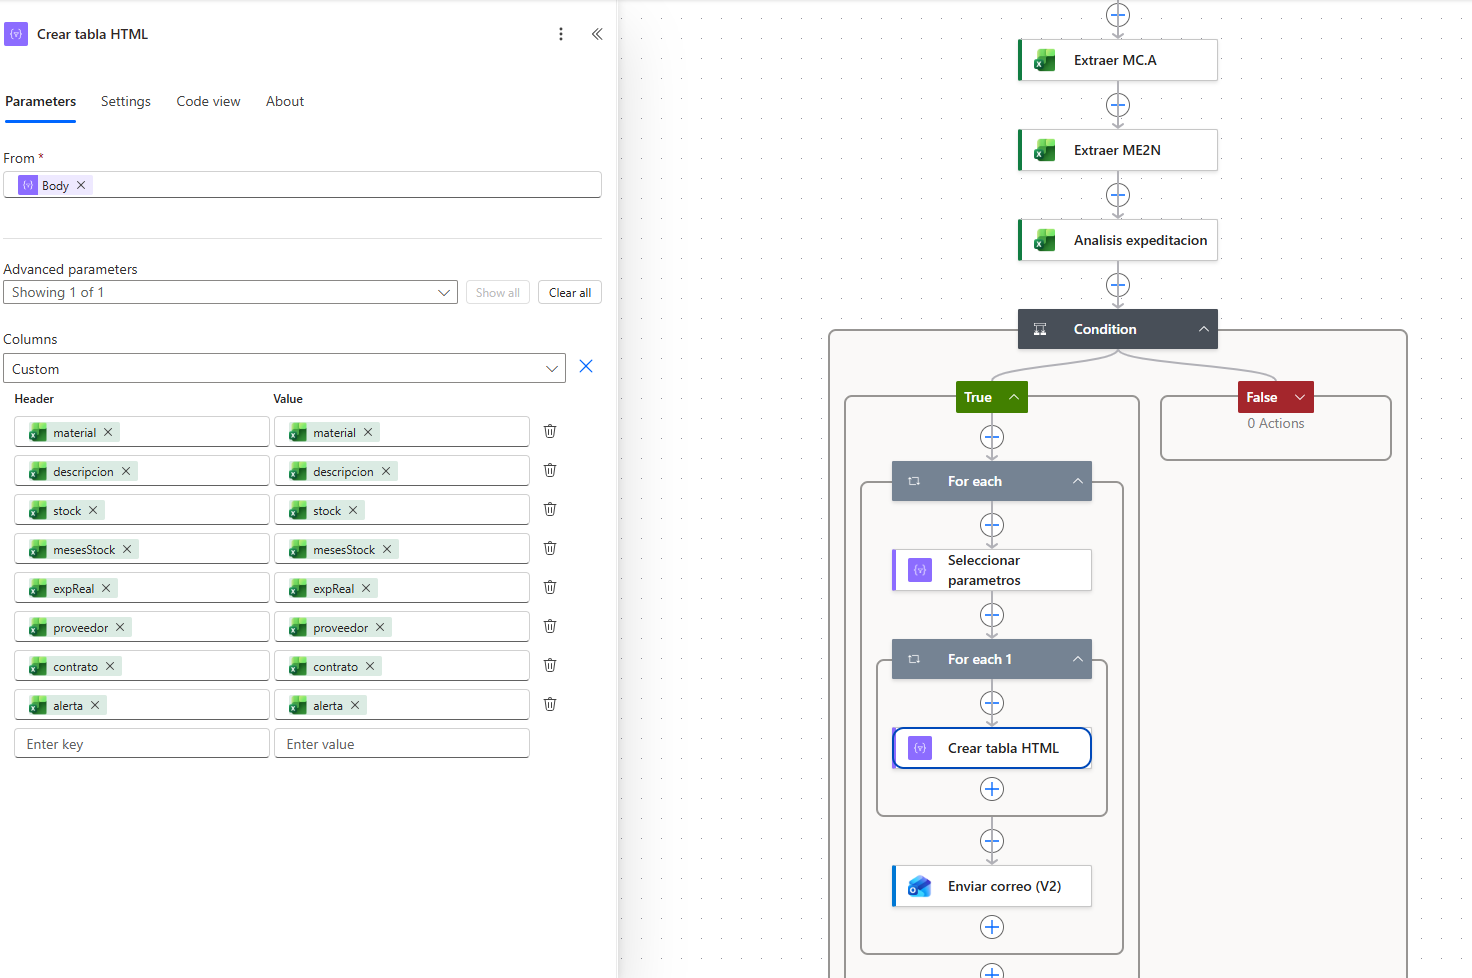 Crear tabla HTML
Parameters
Settings
Code view
About
From *
Body
Advanced parameters
Showing 1 of 1
Show all
Clear all
Columns
Custom
Header
Value
material
material
descripcion
descripcion
stock
stock
mesesStock
mesesStock
expReal
expReal
proveedor
proveedor
contrato
contrato
alerta
alerta
Enter key
Enter value
Extraer MC.A
Extraer ME2N
Analisis expeditacion
Condition
True
False
0 Actions
For each
Seleccionar
parametros
For each 1
Crear tabla HTML
Enviar correo (V2)